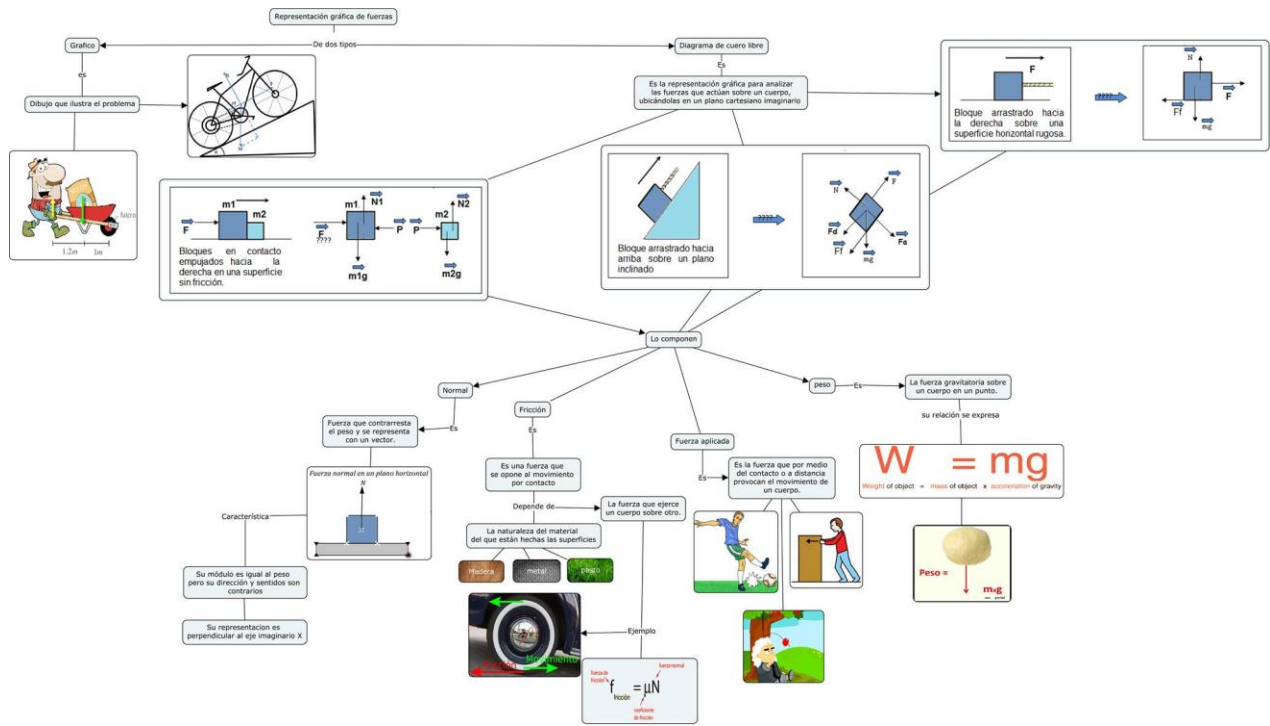 Representación gráfica de fuerzas
Grafico
De dos tipos
Diagrama de cuero libre
es
Es
Dibujo que ilustra el problema
Es la representación gráfica para analizar
las fuerzas que actúan sobre un cuerpo,
ubicándolas en un plano cartesiano imaginario
F
Bloque arrastrado hacia
la derecha sobre una
superficie horizontal rugosa.
????
N
F
Ff
mg
fulcro
1.2m
1m
m1
m2
F
Bloques en contacto
empujados hacia la
derecha en una superficie
sin fricción.
m1
N1
F
????
P
P
m1g
m2
N2
m2g
Bloque arrastrado hacia
arriba sobre un plano
inclinado
????
N
F
Fd
Ff
mg
Fa
Lo componen
Normal
Es
Fuerza que contrarresta
el peso y se representa
con un vector.
Fuerza normal en un plano horizontal
N
M
Característica
Su módulo es igual al peso
pero su dirección y sentidos son
contrarios
Su representacion es
perpendicular al eje imaginario X
Fricción
Es
Es una fuerza que
se opone al movimiento
por contacto
Depende de
La naturaleza del material
del que están hechas las superficies
Madera
metal
pasto
La fuerza que ejerce
un cuerpo sobre otro.
Ejemplo
Fricción
Movimiento
fuerza de
fricción
fuerza normal
f fricción = µN
coeficiente
de fricción
Fuerza aplicada
Es
Es la fuerza que por medio
del contacto o a distancia
provocan el movimiento de
un cuerpo.
peso
Es
La fuerza gravitatoria sobre
un cuerpo en un punto.
su relación se expresa
W = mg
Weight of object = mass of object x acceleration of gravity
Peso =
mxg